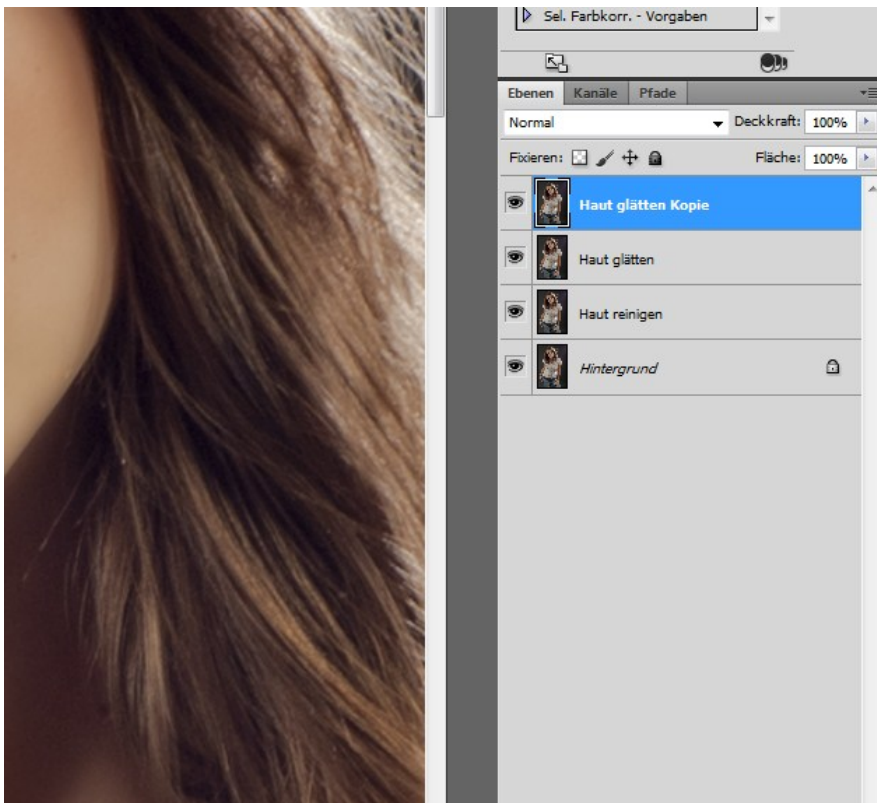 Sel. Farbkorr. - Vorgaben
Ebenen Kanäle Pfade
Normal Deckkraft: 100%
Fixieren: Fläche: 100%
Haut glätten Kopie
Haut glätten
Haut reinigen
Hintergrund